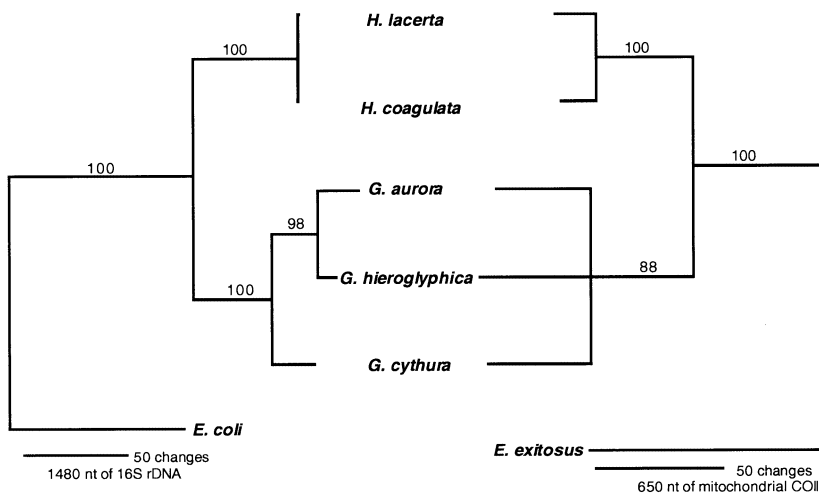 H. lacerta
100
100
H. coagulata
100
100
G. aurora
98
G. hieroglyphica
88
100
G. cythura
E. coli
E. exitosus
50 changes
1480 nt of 16S rDNA
50 changes
650 nt of mitochondrial COII